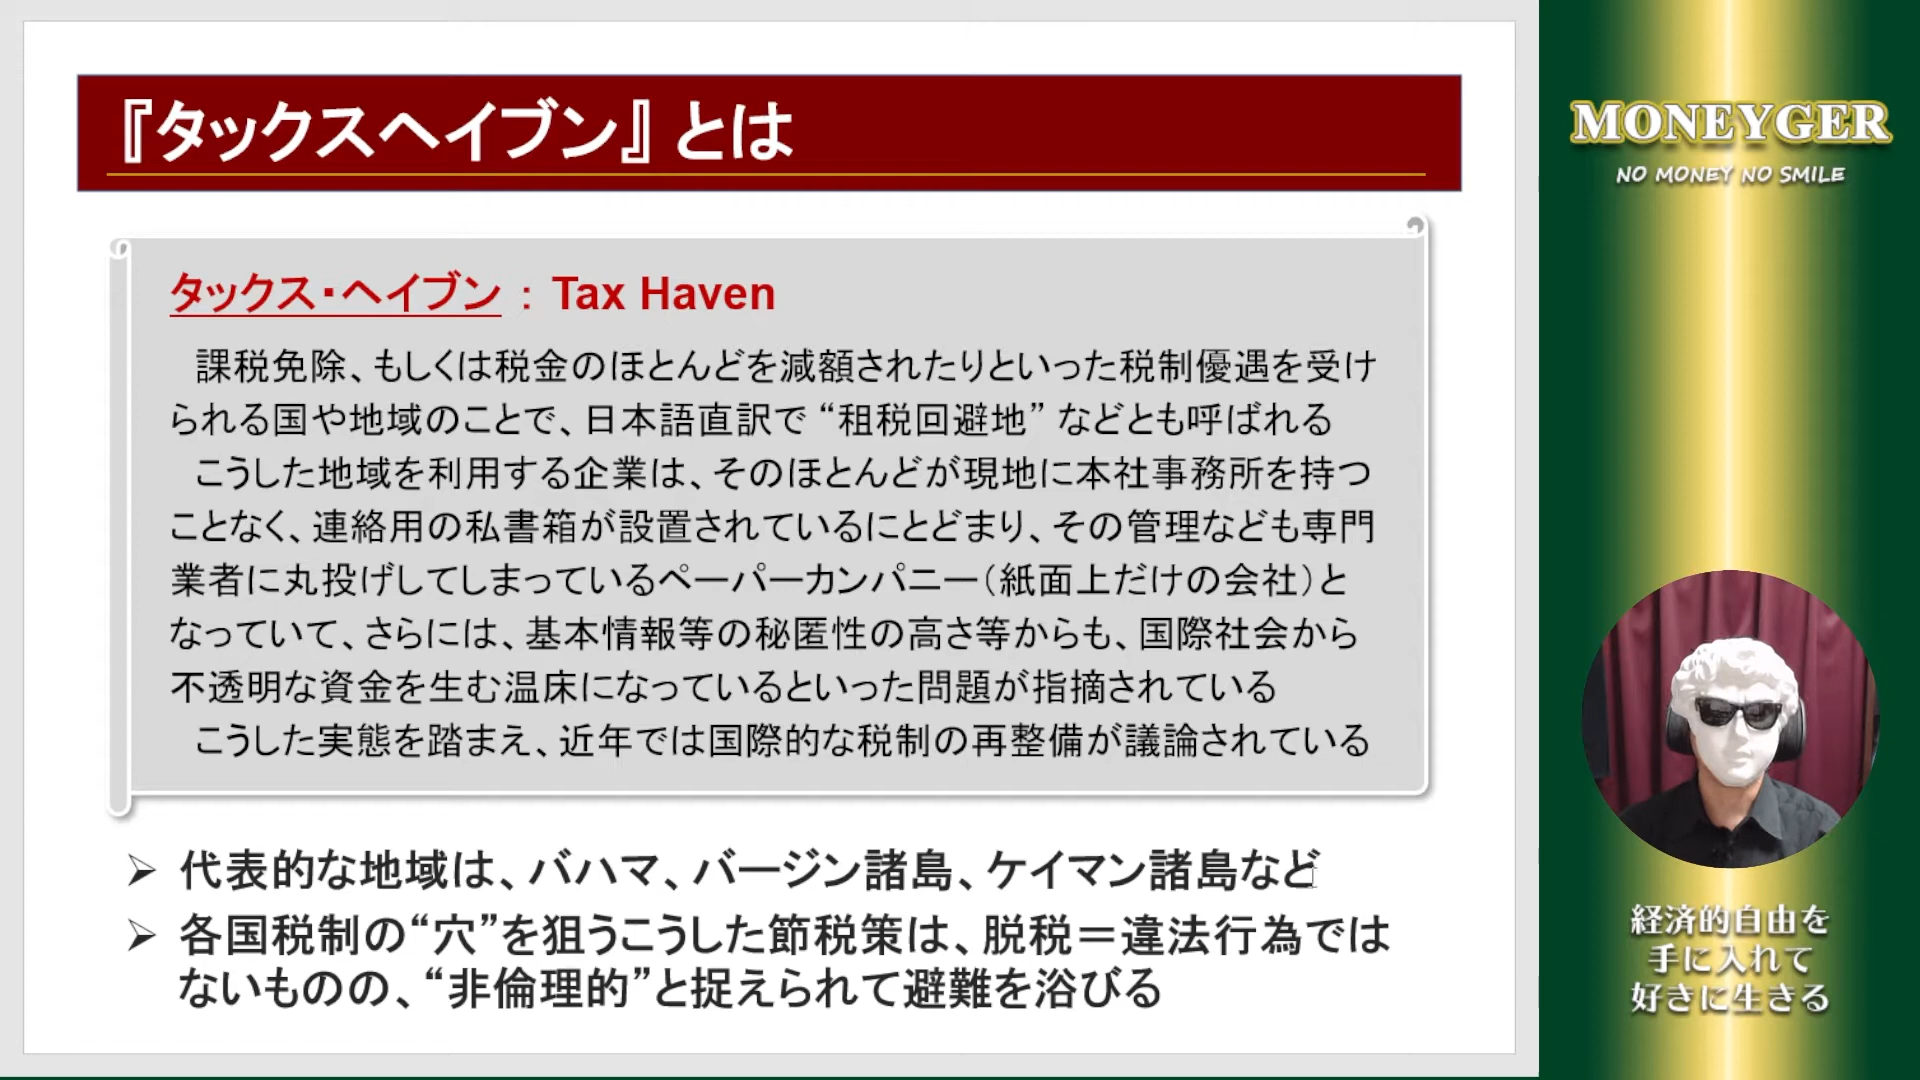 『タックスヘイブン』とは
タックス・ヘイブン : Tax Haven
課税免除、もしくは税金のほとんどを減額されたりといった税制優遇を受け
られる国や地域のことで、日本語直訳で “租税回避地” などとも呼ばれる
こうした地域を利用する企業は、そのほとんどが現地に本社事務所を持つ
ことなく、連絡用の私書箱が設置されているにとどまり、その管理なども専門
業者に丸投げしてしまっているペーパーカンパニー（紙面上だけの会社）と
なっていて、さらには、基本情報等の秘匿性の高さ等からも、国際社会から
不透明な資金を生む温床になっているといった問題が指摘されている
こうした実態を踏まえ、近年では国際的な税制の再整備が議論されている
➢ 代表的な地域は、バハマ、バージン諸島、ケイマン諸島など
➢ 各国税制の“穴”を狙うこうした節税策は、脱税＝違法行為では
ないものの、“非倫理的”と捉えられて避難を浴びる
MONEYGER
NO MONEY NO SMILE
経済的自由を
手に入れて
好きに生きる